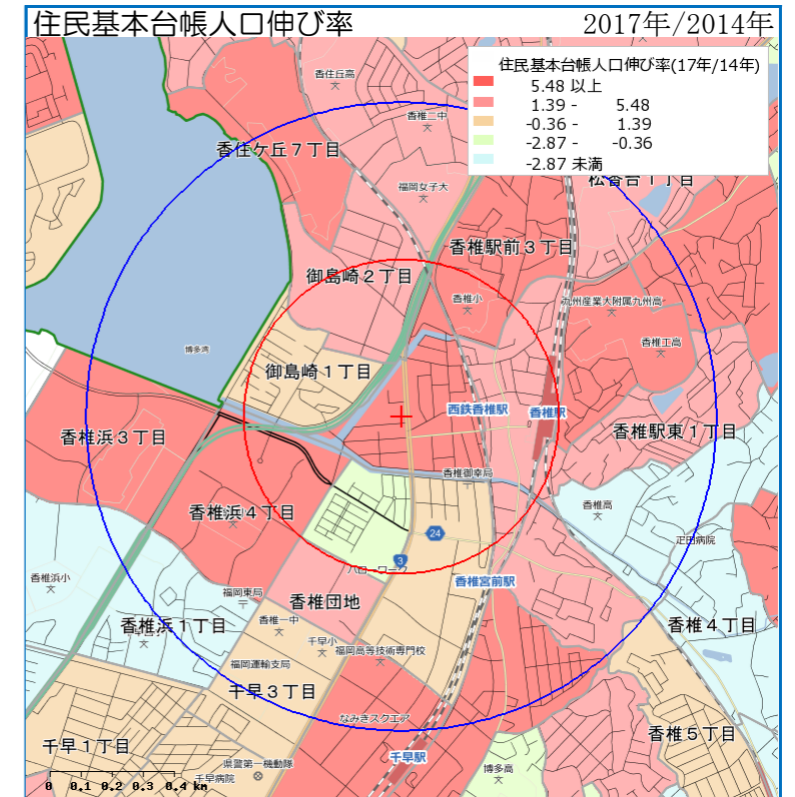 住民基本台帳人口伸び率
2017年/2014年
住民基本台帳人口伸び率(17年/14年)
5.48 以上
1.39 - 5.48
-0.36 - 1.39
-2.87 - -0.36
-2.87 未満
香住丘高
香椎二中
香住ケ丘7丁目
松香台1丁目
福岡女子大
香椎駅前3丁目
御島崎2丁目
香椎小
九州産業大附属九州高
香椎工高
博多湾
御島崎1丁目
西鉄香椎駅
香椎駅
香椎浜3丁目
香椎駅東1丁目
香椎御幸局
香椎高
香椎浜4丁目
24
3
ハローワーク
香椎浜小
福岡東局
香椎団地
香椎宮前駅
香椎浜1丁目
香椎一中
千早小
福岡高等技術専門校
香椎4丁目
福岡運輸支局
千早3丁目
なみきスクエア
香椎5丁目
千早1丁目
県警第一機動隊
千早駅
博多高
千早病院
0 0.1 0.2 0.3 0.4 km